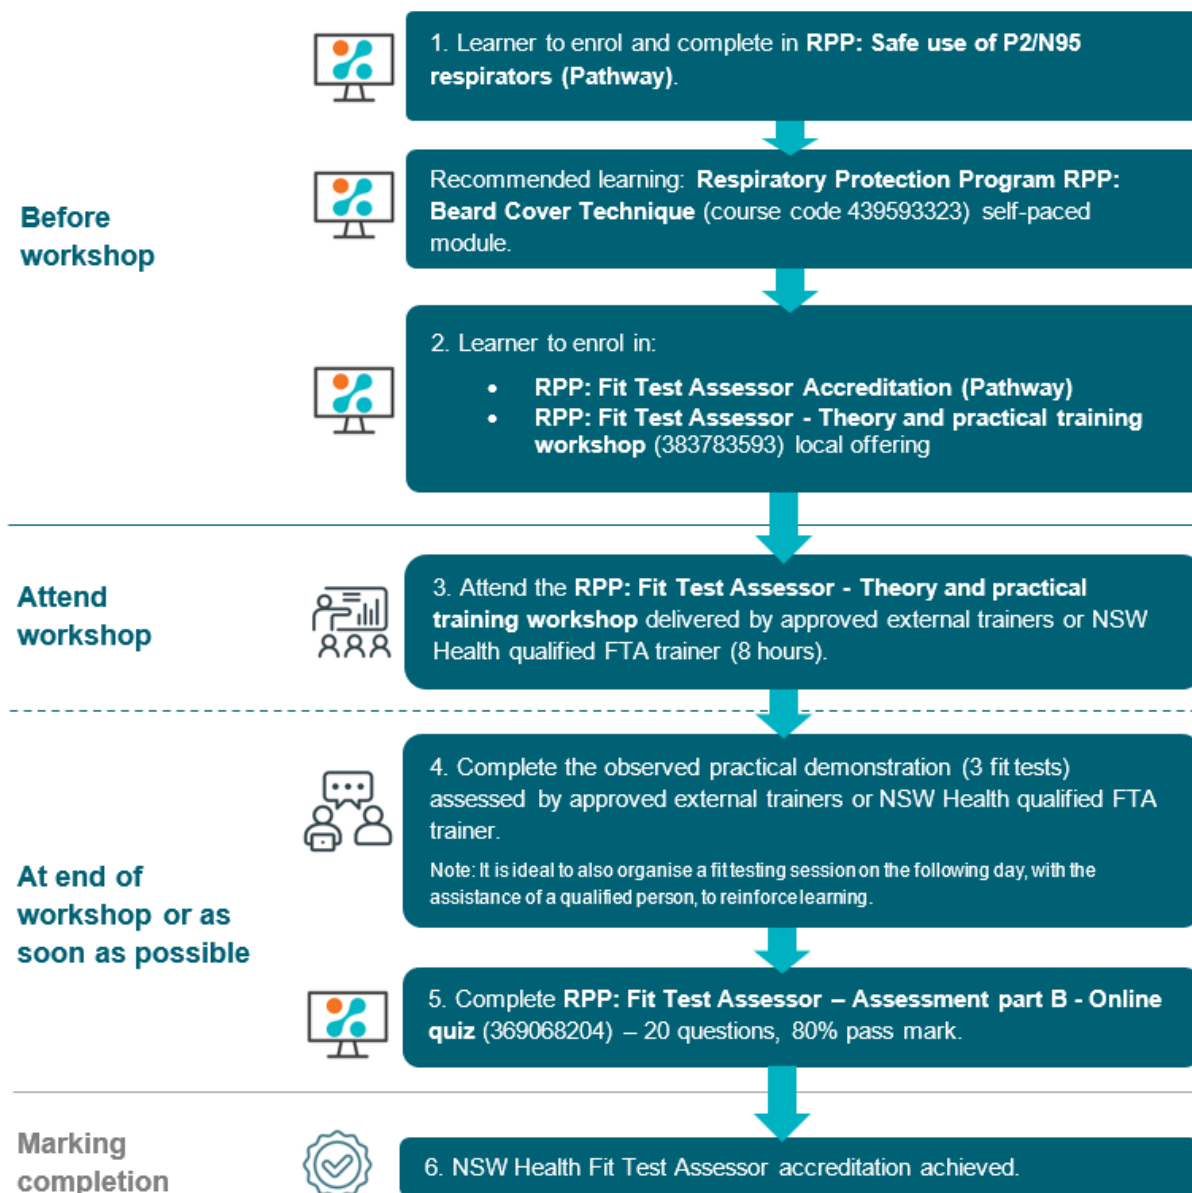 Before
workshop
1. Learner to enrol and complete in RPP: Safe use of P2/N95
respirators (Pathway).
Recommended learning: Respiratory Protection Program RPP:
Beard Cover Technique (course code 439593323) self-paced
module.
2. Learner to enrol in:
• RPP: Fit Test Assessor Accreditation (Pathway)
• RPP: Fit Test Assessor - Theory and practical training
workshop (383783593) local offering
Attend
workshop
3. Attend the RPP: Fit Test Assessor - Theory and practical
training workshop delivered by approved external trainers or NSW
Health qualified FTA trainer (8 hours).
At end of
workshop or as
soon as possible
4. Complete the observed practical demonstration (3 fit tests)
assessed by approved external trainers or NSW Health qualified FTA
trainer.
Note: It is ideal to also organise a fit testing session on the following day, with the
assistance of a qualified person, to reinforce learning.
5. Complete RPP: Fit Test Assessor – Assessment part B - Online
quiz (369068204) – 20 questions, 80% pass mark.
Marking
completion
6. NSW Health Fit Test Assessor accreditation achieved.